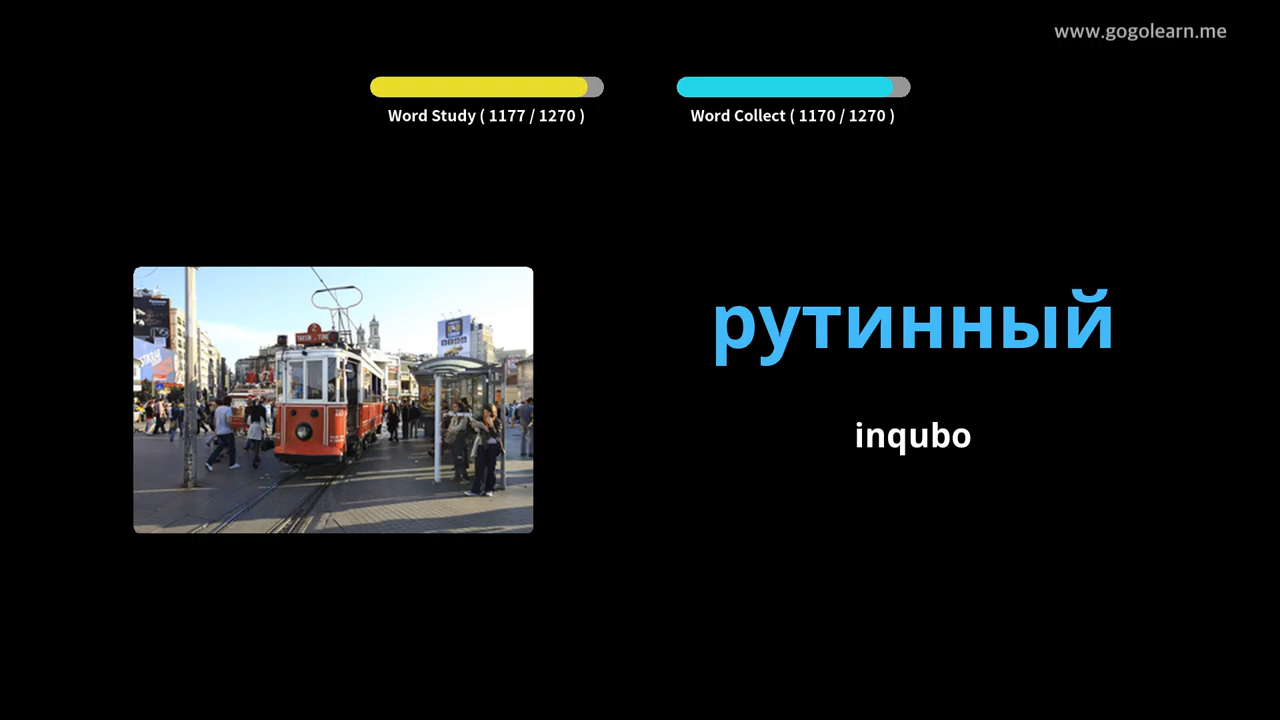 www.gogolearn.me
Word Study ( 1177 / 1270 )
Word Collect ( 1170 / 1270 )
рутинный
inqubo